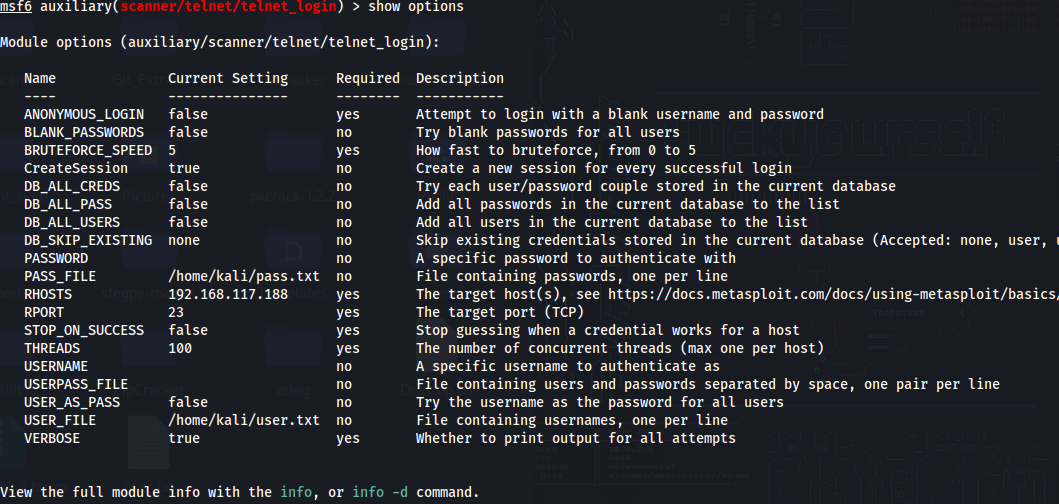 msf6 auxiliary(scanner/telnet/telnet_login) > show options
Module options (auxiliary/scanner/telnet/telnet_login):
Name Current Setting Required Description
---- --------------- -------- -----------
ANONYMOUS_LOGIN false yes Attempt to login with a blank username and password
BLANK_PASSWORDS false no Try blank passwords for all users
BRUTEFORCE_SPEED 5 yes How fast to bruteforce, from 0 to 5
CreateSession true no Create a new session for every successful login
DB_ALL_CREDS false no Try each user/password couple stored in the current database
DB_ALL_PASS false no Add all passwords in the current database to the list
DB_ALL_USERS false no Add all users in the current database to the list
DB_SKIP_EXISTING none no Skip existing credentials stored in the current database (Accepted: none, user, u
PASSWORD no A specific password to authenticate with
PASS_FILE /home/kali/pass.txt no File containing passwords, one per line
RHOSTS 192.168.117.188 yes The target host(s), see https://docs.metasploit.com/docs/using-metasploit/basics/
RPORT 23 yes The target port (TCP)
STOP_ON_SUCCESS false yes Stop guessing when a credential works for a host
THREADS 100 yes The number of concurrent threads (max one per host)
USERNAME no A specific username to authenticate as
USERPASS_FILE no File containing users and passwords separated by space, one pair per line
USER_AS_PASS false no Try the username as the password for all users
USER_FILE /home/kali/user.txt no File containing usernames, one per line
VERBOSE true yes Whether to print output for all attempts
View the full module info with the info, or info -d command.